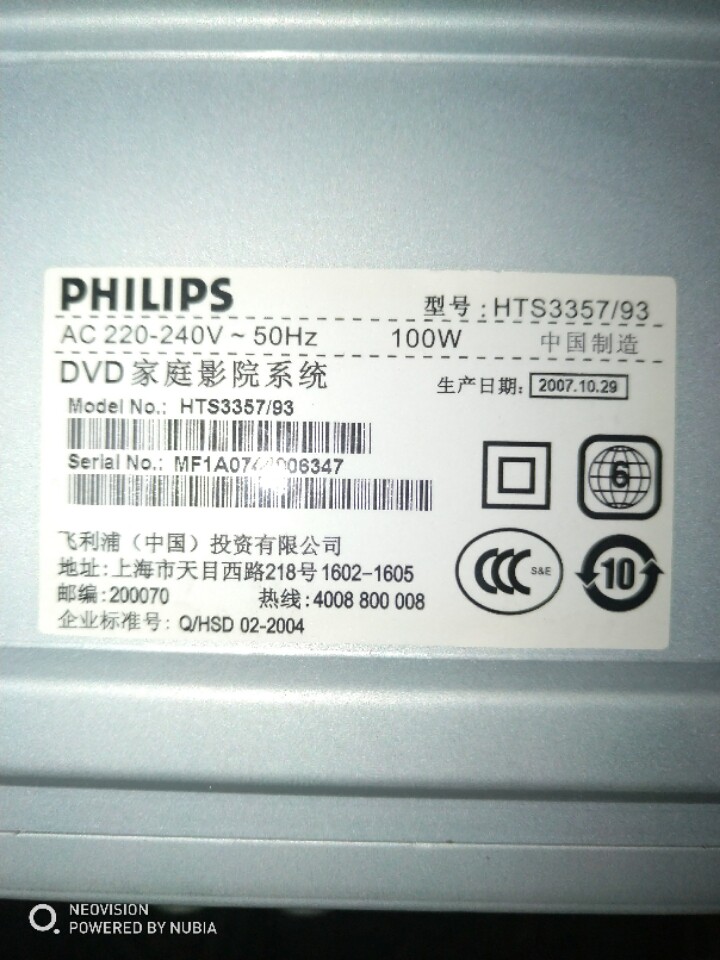 PHILIPS
型号:HTS3357/93
AC 220-240V ~ 50Hz 100W 中国制造
DVD 家庭影院系统
生产日期: 2007.10.29
Model No.: HTS3357/93
Serial No.:
6
飞利浦（中国）投资有限公司
地址:上海市天目西路218号 1602-1605
邮编:200070 热线:4008 800 008
企业标准号: Q/HSD 02-2004
CCC S&E
10
NEOVISION
POWERED BY NUBIA